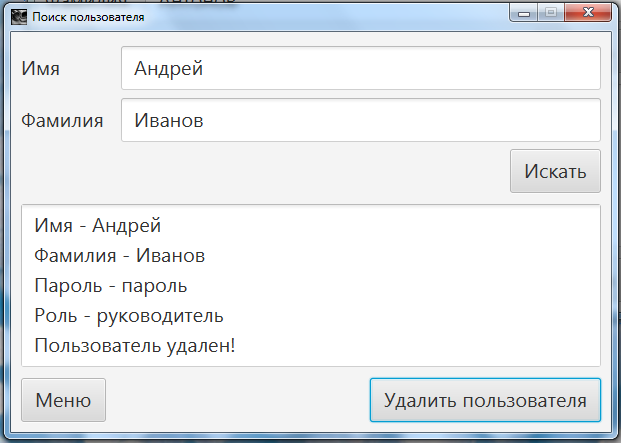 Поиск пользователя
Имя
Андрей
Фамилия
Иванов
Искать
Имя - Андрей
Фамилия - Иванов
Пароль - пароль
Роль - руководитель
Пользователь удален!
Меню
Удалить пользователя